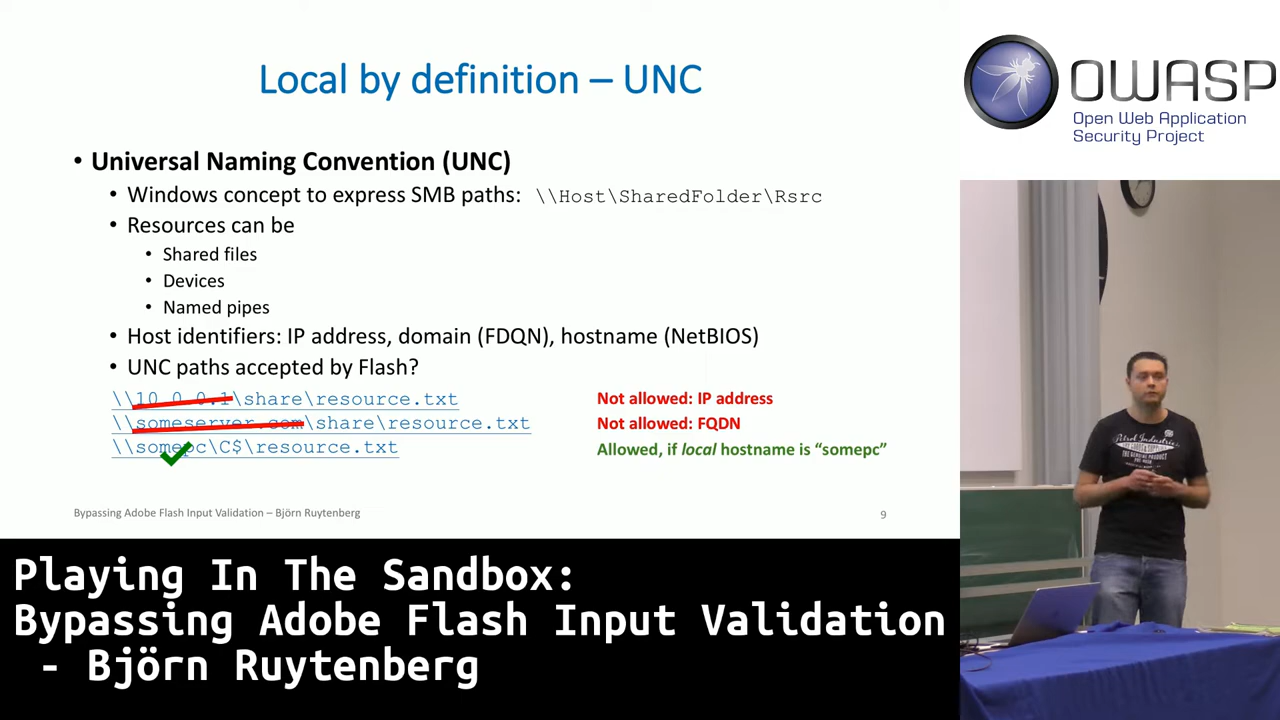 Local by definition – UNC
• Universal Naming Convention (UNC)
• Windows concept to express SMB paths: \\Host\SharedFolder\Rsrc
• Resources can be
• Shared files
• Devices
• Named pipes
• Host identifiers: IP address, domain (FDQN), hostname (NetBIOS)
• UNC paths accepted by Flash?
\\10.0.0.1\share\resource.txt Not allowed: IP address
\\someserver.com\share\resource.txt Not allowed: FQDN
\\somepc\C$\resource.txt Allowed, if local hostname is “somepc”
Bypassing Adobe Flash Input Validation – Björn Ruytenberg 9
OWASP
Open Web Application
Security Project
Playing In The Sandbox:
Bypassing Adobe Flash Input Validation
- Björn Ruytenberg